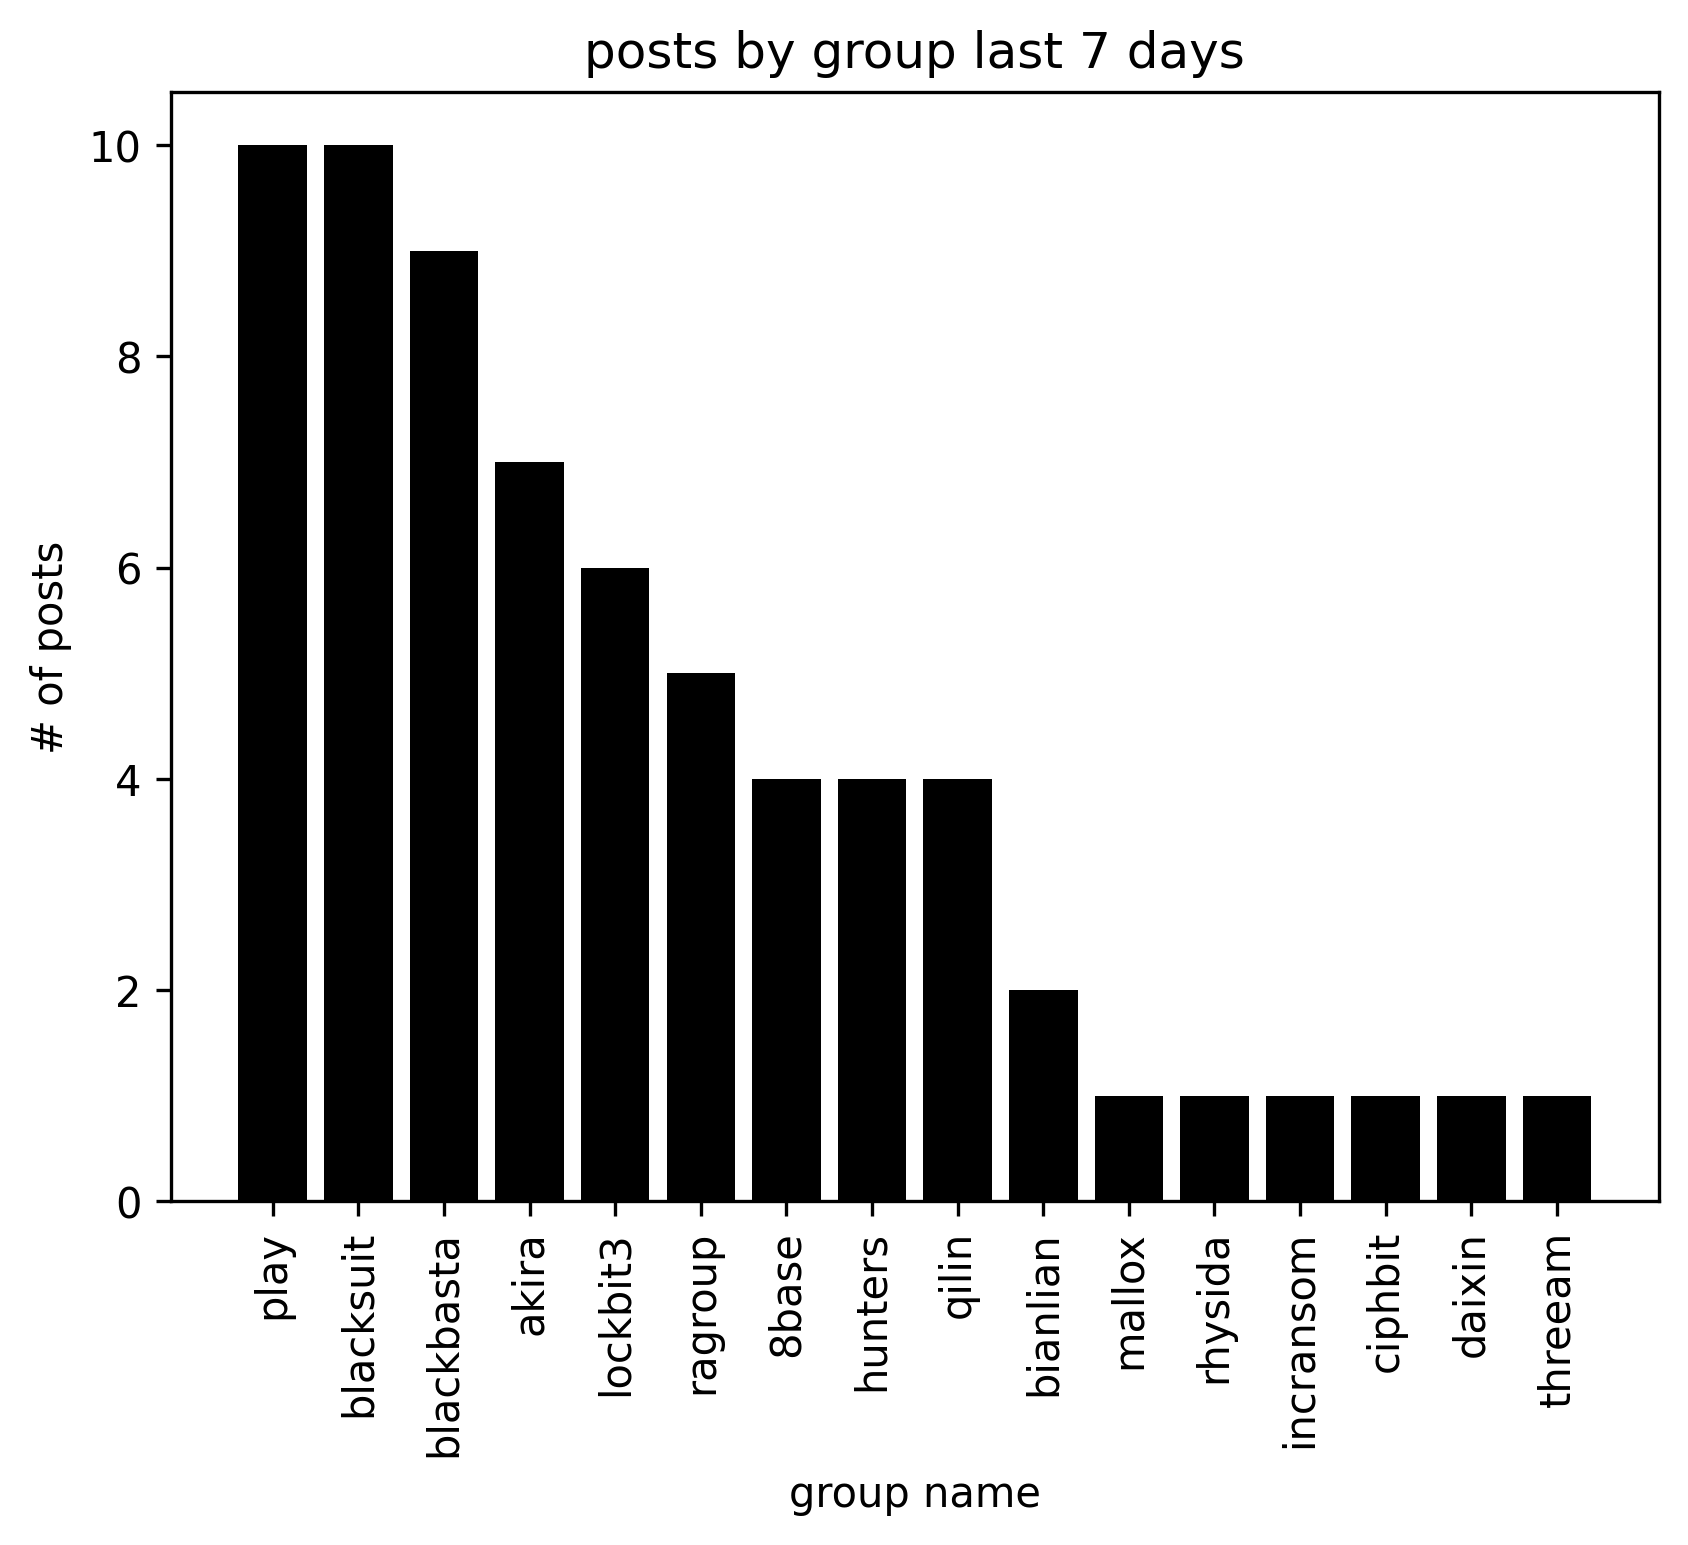 posts by group last 7 days
10
8
6
4
2
0
# of posts
play
blacksuit
blackbasta
akira
lockbit3
ragroup
8base
hunters
qilin
bianlian
mallox
rhysida
incransom
ciphbit
daixin
threeam
group name